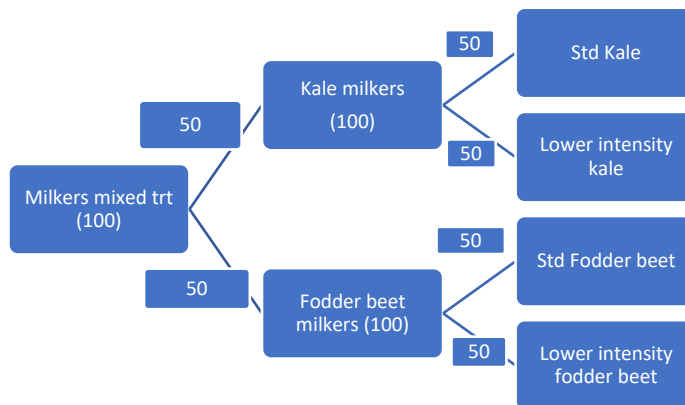 50
Std Kale
Kale milkers
(100)
50
50
Lower intensity
kale
Milkers mixed trt
(100)
50
Std Fodder beet
50
Fodder beet
milkers (100)
50
Lower intensity
fodder beet